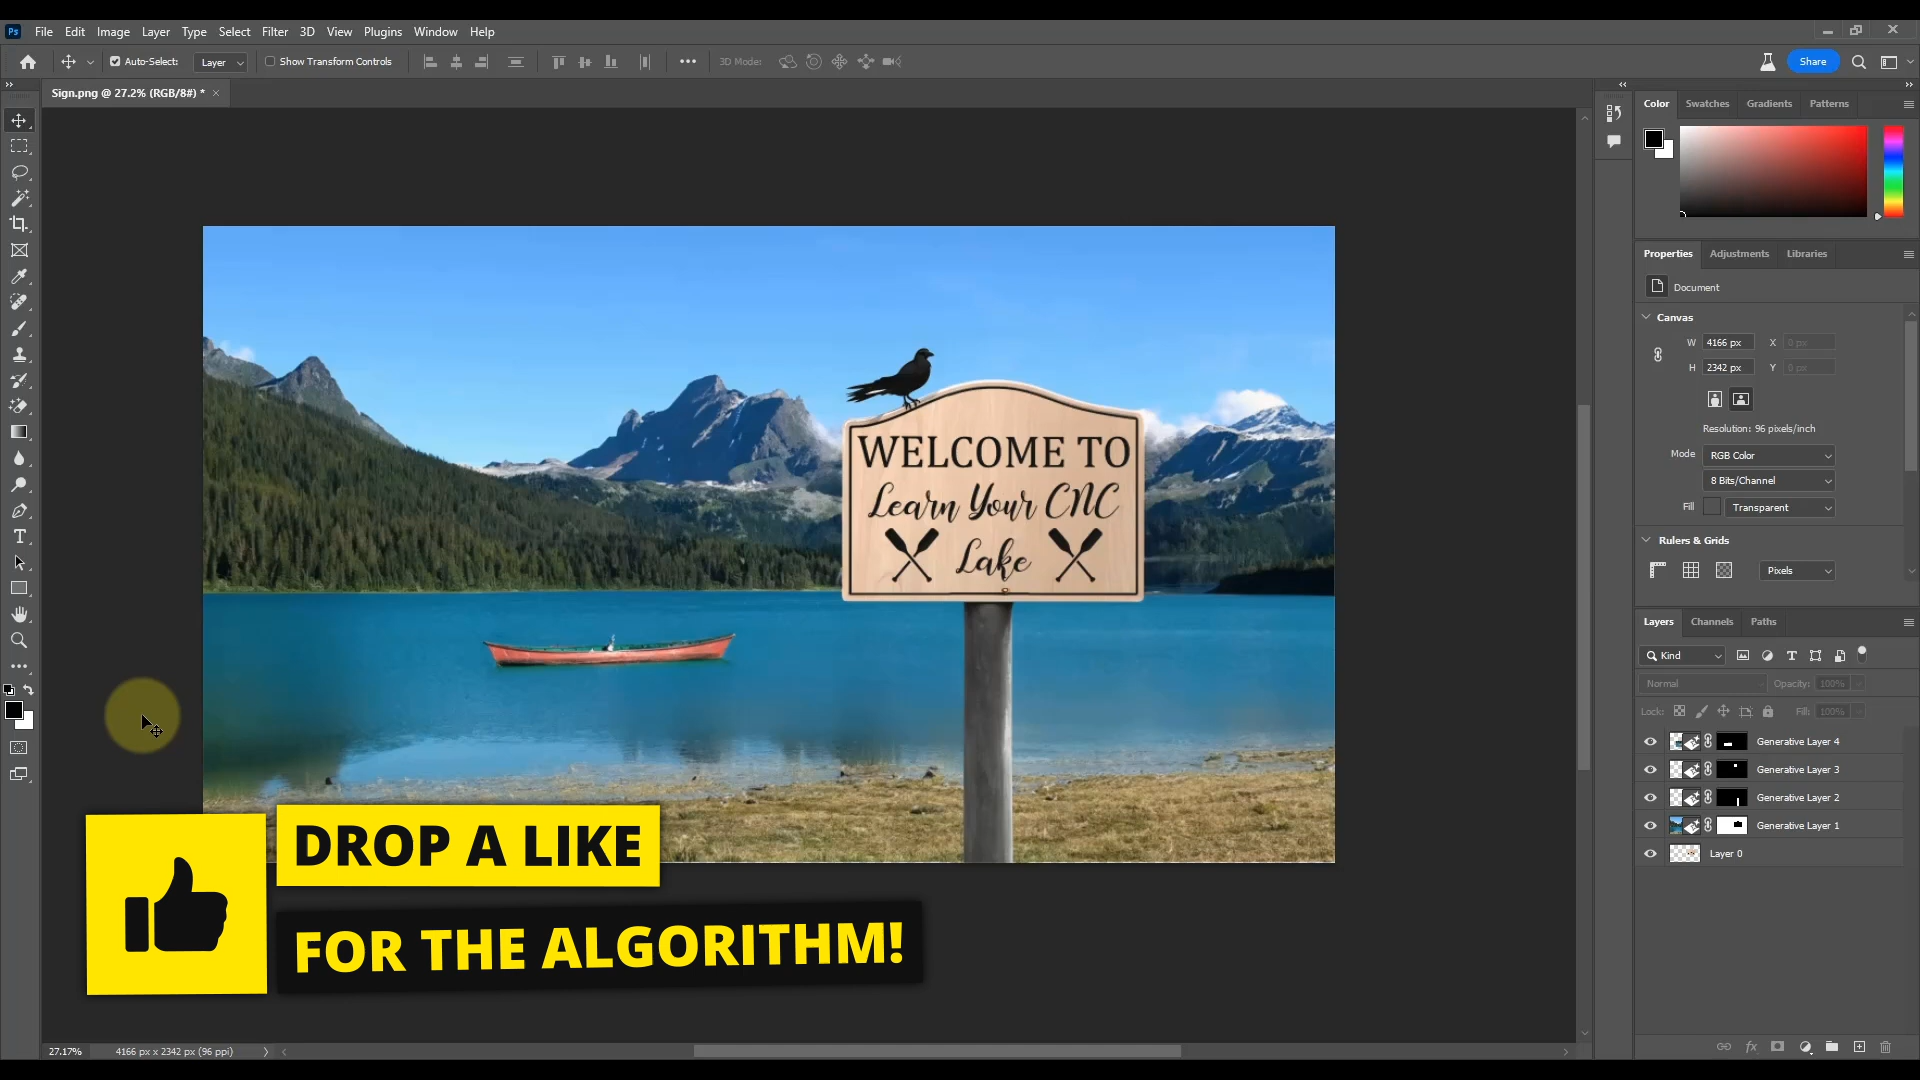 Ps File Edit Image Layer Type Select Filter 3D View Plugins Window Help
Auto-Select: Layer Show Transform Controls 3D Mode: Share
Sign.png @ 27.2% (RGB/8#) *
Color Swatches Gradients Patterns
Properties Adjustments Libraries
Document
Canvas
W 4166 px X 0 px
H 2342 px Y 0 px
Resolution: 96 pixels/inch
Mode RGB Color
8 Bits/Channel
Fill Transparent
Rulers & Grids
Pixels
Layers Channels Paths
Kind
Normal Opacity: 100%
Lock: Fill: 100%
Generative Layer 4
Generative Layer 3
Generative Layer 2
Generative Layer 1
Layer 0
WELCOME TO
Learn Your CNC
Lake
DROP A LIKE
FOR THE ALGORITHM!
27.17% 4166 px x 2342 px (96 ppi)